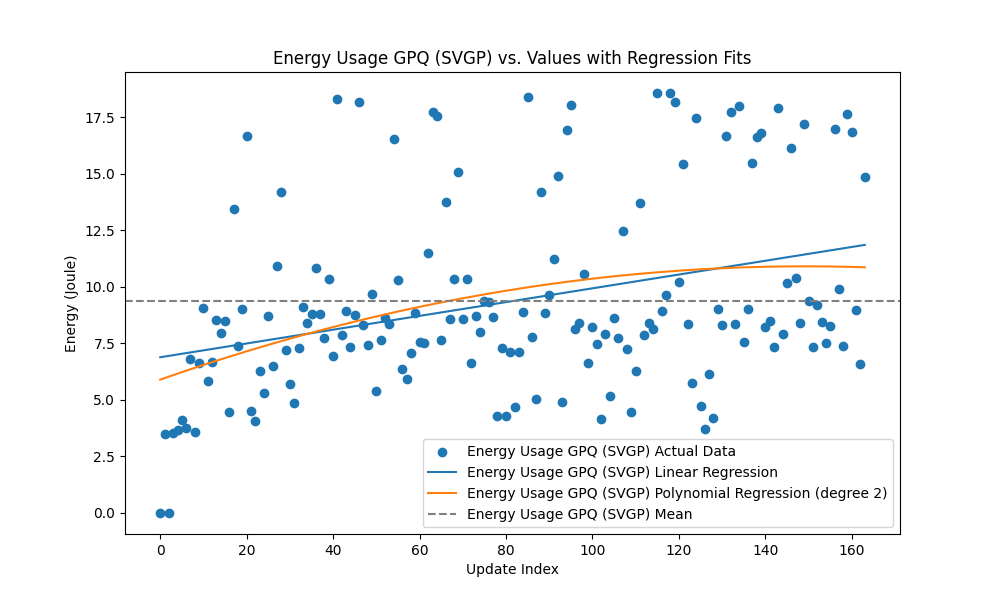 Energy Usage GPQ (SVGP) vs. Values with Regression Fits
Energy (Joule)
17.5
15.0
12.5
10.0
7.5
5.0
2.5
0.0
Energy Usage GPQ (SVGP) Actual Data
Energy Usage GPQ (SVGP) Linear Regression
Energy Usage GPQ (SVGP) Polynomial Regression (degree 2)
Energy Usage GPQ (SVGP) Mean
0 20 40 60 80 100 120 140 160
Update Index